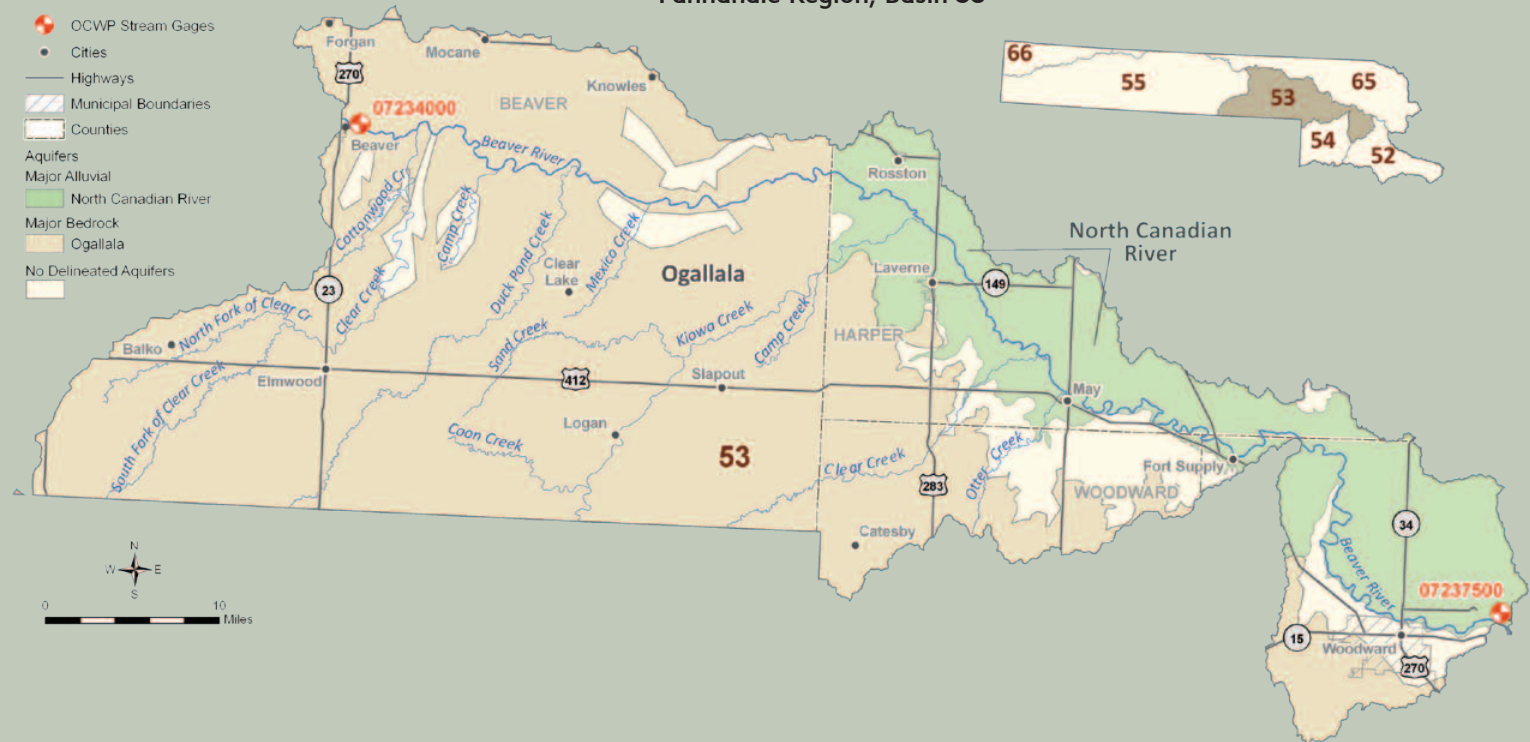 OCWP Stream Gages
Cities
Highways
Municipal Boundaries
Counties
Aquifers
Major Alluvial
North Canadian River
Major Bedrock
Ogallala
No Delineated Aquifers
Forgan
Mocane
270
Knowles
BEAVER
07234000
Beaver
Beaver River
Cottonwood Cr
Camp Creek
Duck Pond Creek
Clear
Lake
Mexico Creek
Ogallala
Clear Creek
23
North Fork of Clear Cr
Balko
South Fork of Clear Creek
Elmwood
Sand Creek
Kiowa Creek
Camp Creek
412
Slapout
Logan
Coon Creek
53
Rosston
Laverne
149
HARPER
North Canadian
River
May
Clear Creek
283
Otter Creek
Fort Supply
WOODWARD
Catesby
34
Beaver River
07237500
15
Woodward
270
66
55
53
65
54
52
N
W
E
S
0
10
Miles